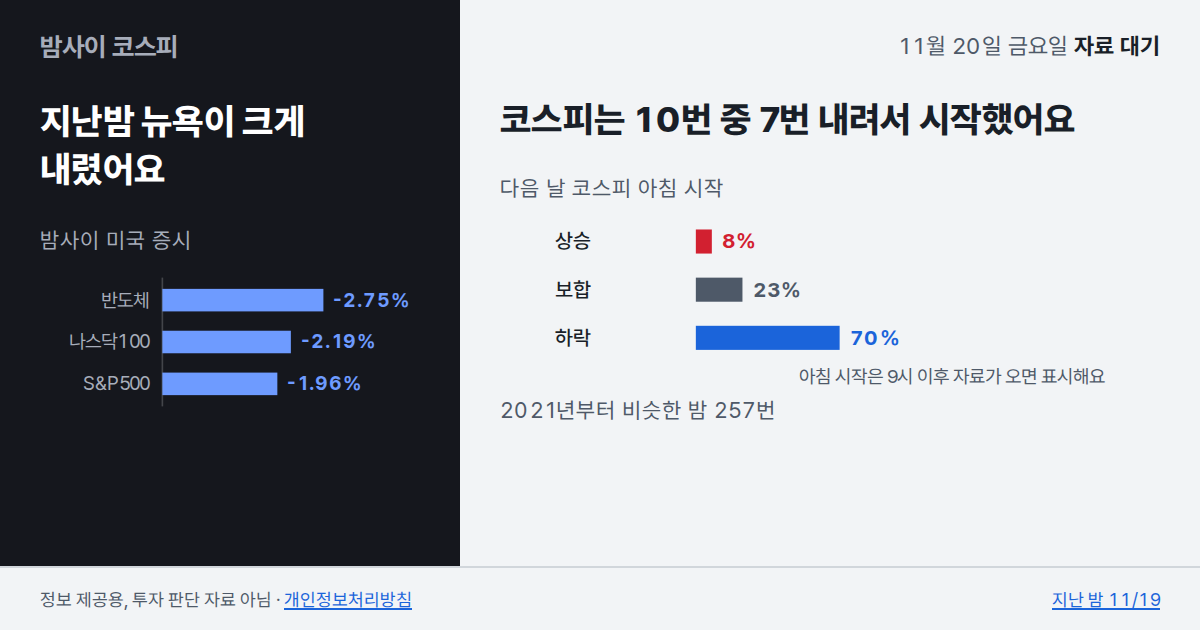 밤사이 코스피
지난밤 뉴욕이 크게
내렸어요
밤사이 미국 증시
반도체 -2.75%
나스닥100 -2.19%
S&P500 -1.96%
11월 20일 금요일 자료 대기
코스피는 10번 중 7번 내려서 시작했어요
다음 날 코스피 아침 시작
상승 8%
보합 23%
하락 70%
아침 시작은 9시 이후 자료가 오면 표시해요
2021년부터 비슷한 밤 257번
정보 제공용, 투자 판단 자료 아님 · 개인정보처리방침
지난 밤 11/19